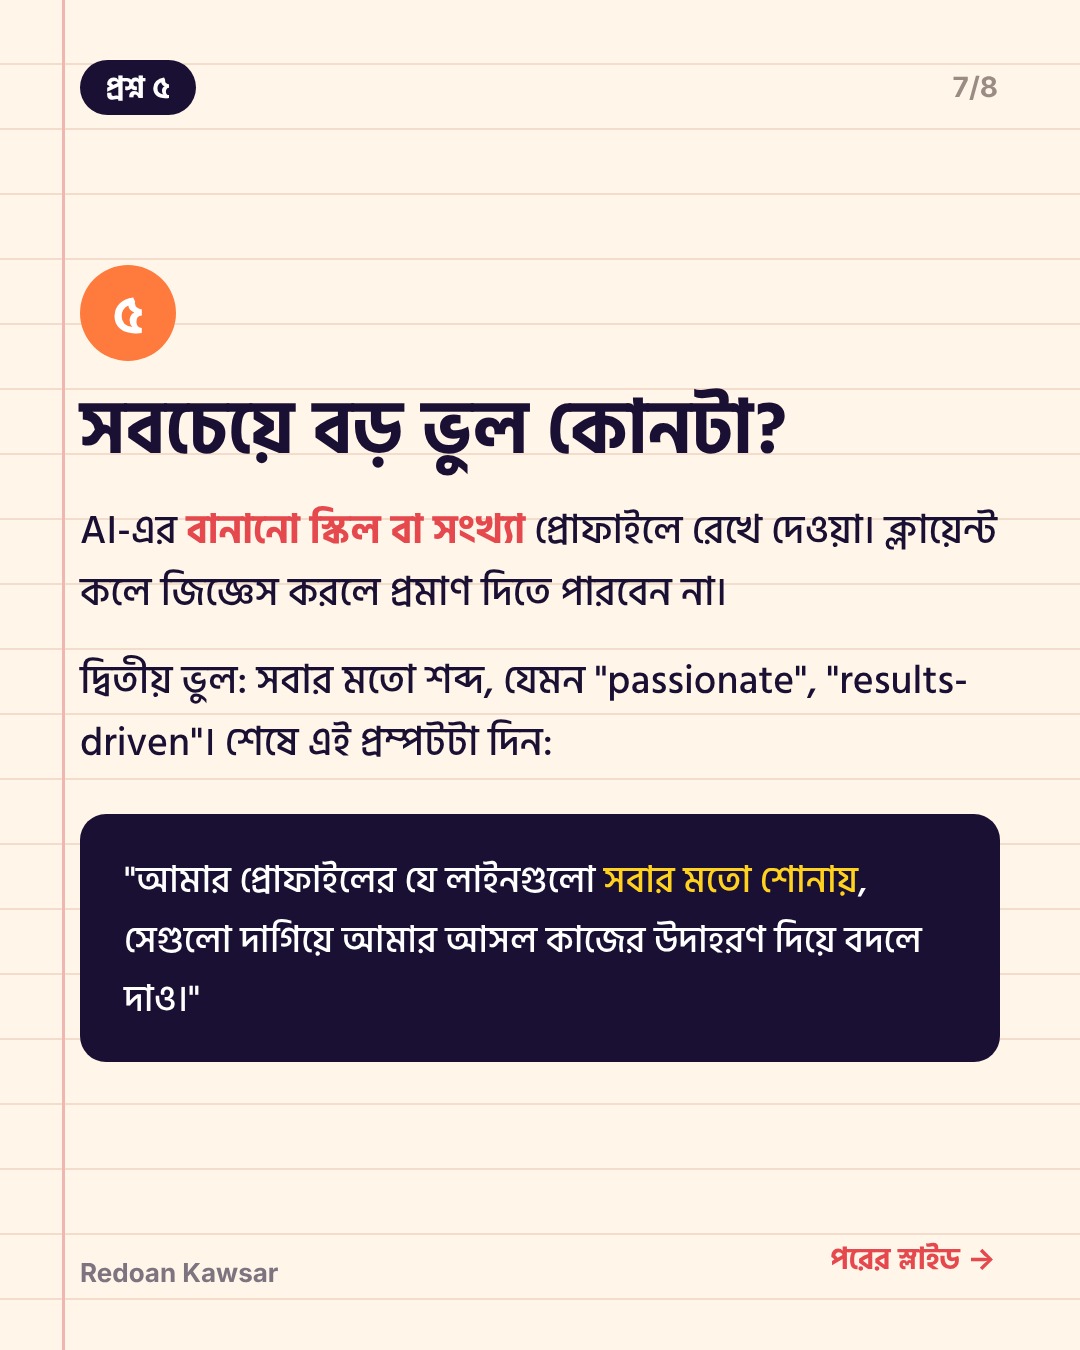 প্রশ্ন ৫
7/8
৫
সবচেয়ে বড় ভুল কোনটা?
AI-এর বানানো স্কিল বা সংখ্যা প্রোফাইলে রেখে দেওয়া। ক্লায়েন্ট
কলে জিজ্ঞেস করলে প্রমাণ দিতে পারবেন না।
দ্বিতীয় ভুল: সবার মতো শব্দ, যেমন "passionate", "results-
driven"। শেষে এই প্রম্পটটা দিন:
"আমার প্রোফাইলের যে লাইনগুলো সবার মতো শোনায়,
সেগুলো দাগিয়ে আমার আসল কাজের উদাহরণ দিয়ে বদলে
দাও।"
Redoan Kawsar
পরের স্লাইড →